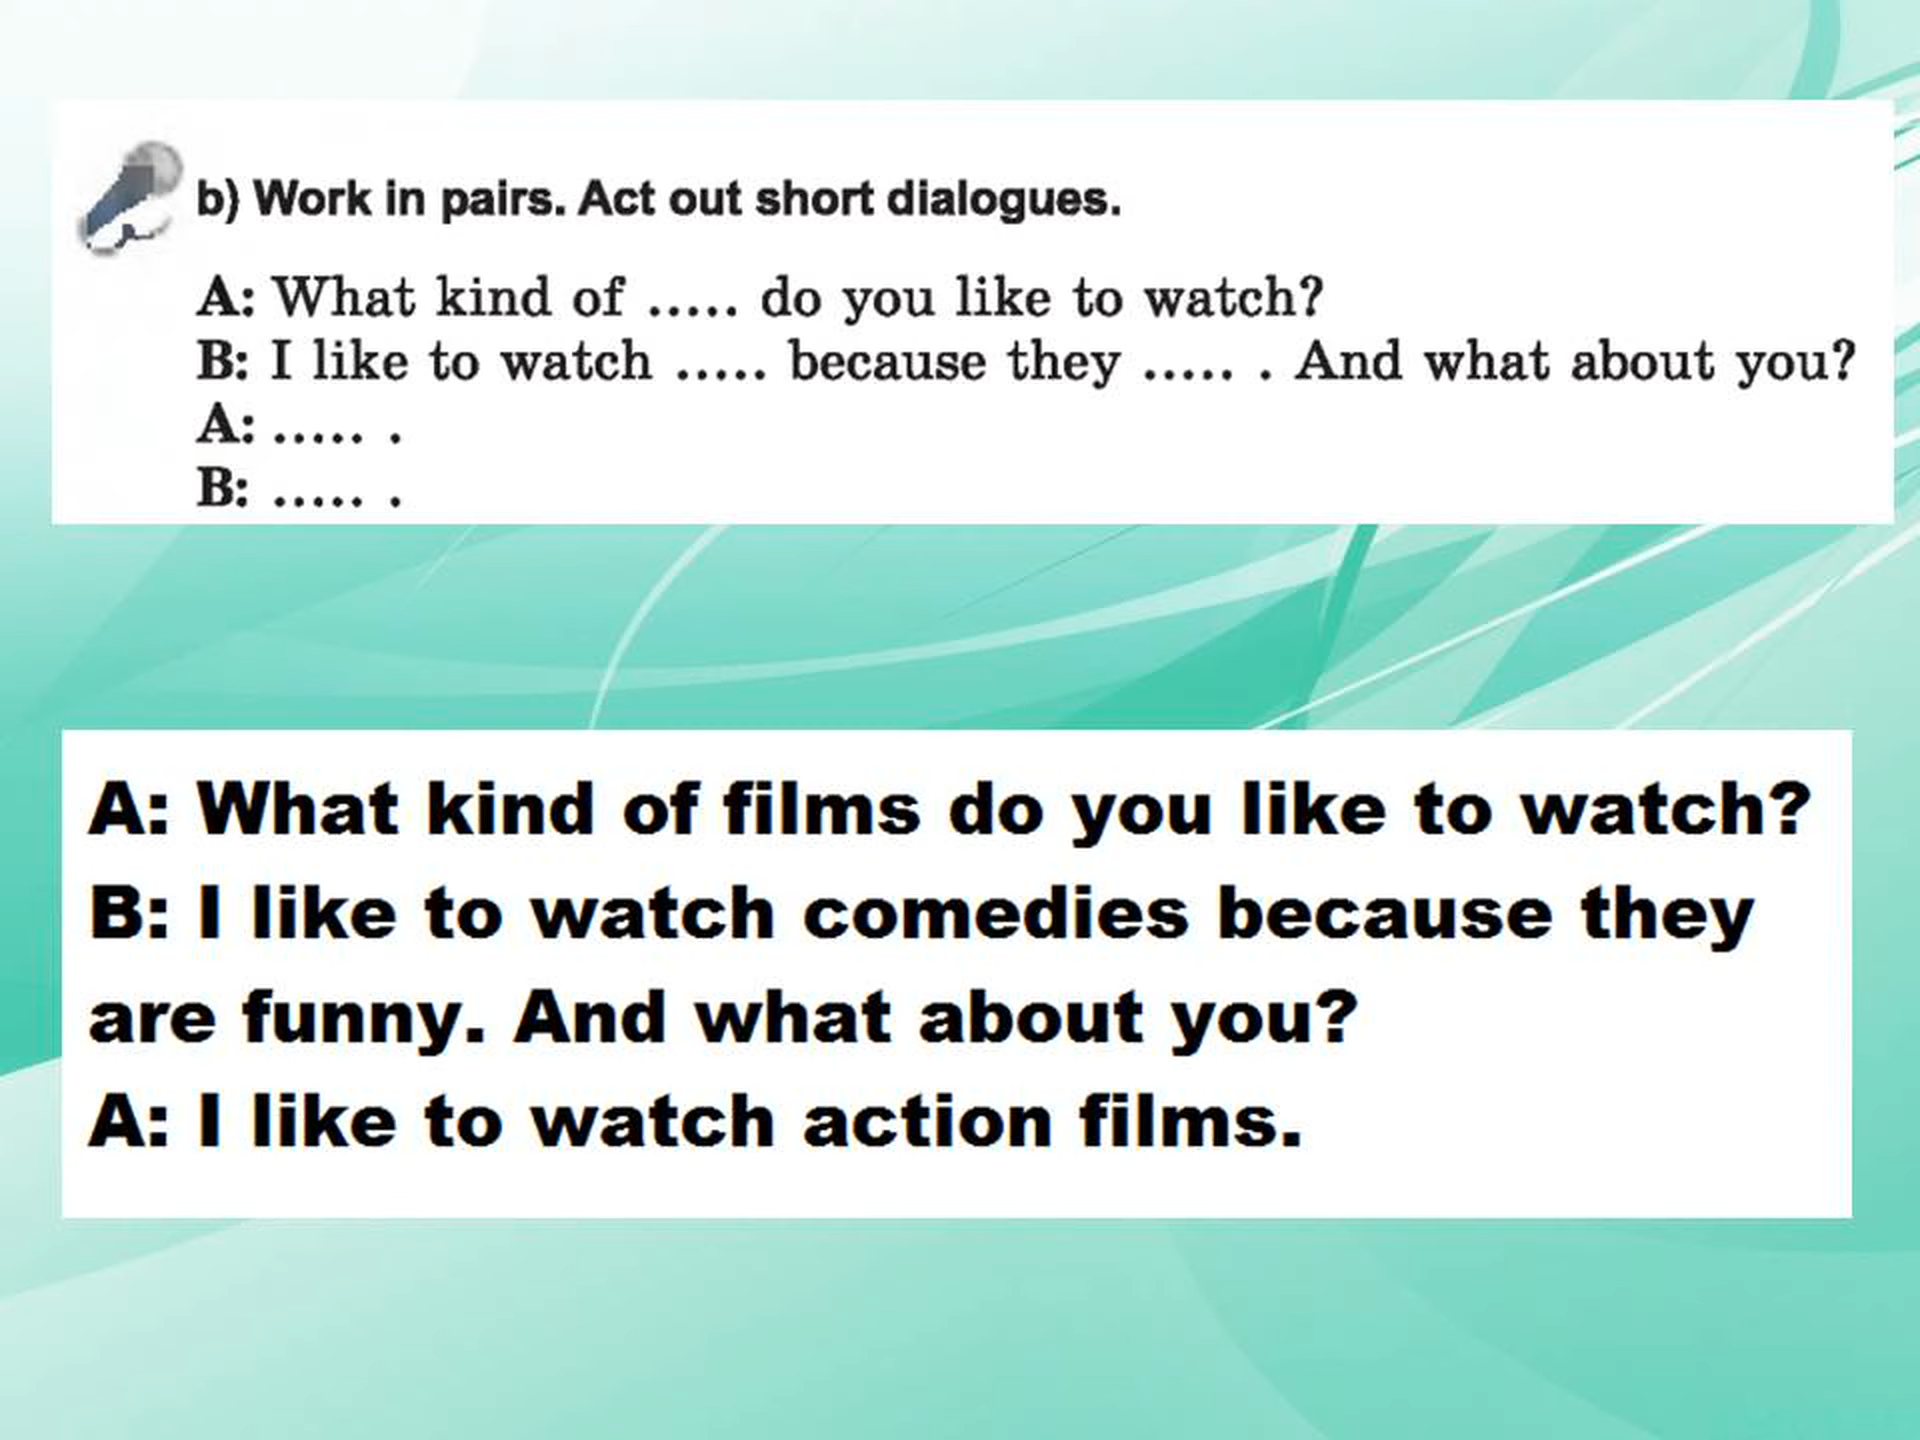 b) Work in pairs. Act out short dialogues.
A: What kind of ..... do you like to watch?
B: I like to watch ..... because they ..... . And what about you?
A: ..... .
B: ..... .
A: What kind of films do you like to watch?
B: I like to watch comedies because they
are funny. And what about you?
A: I like to watch action films.